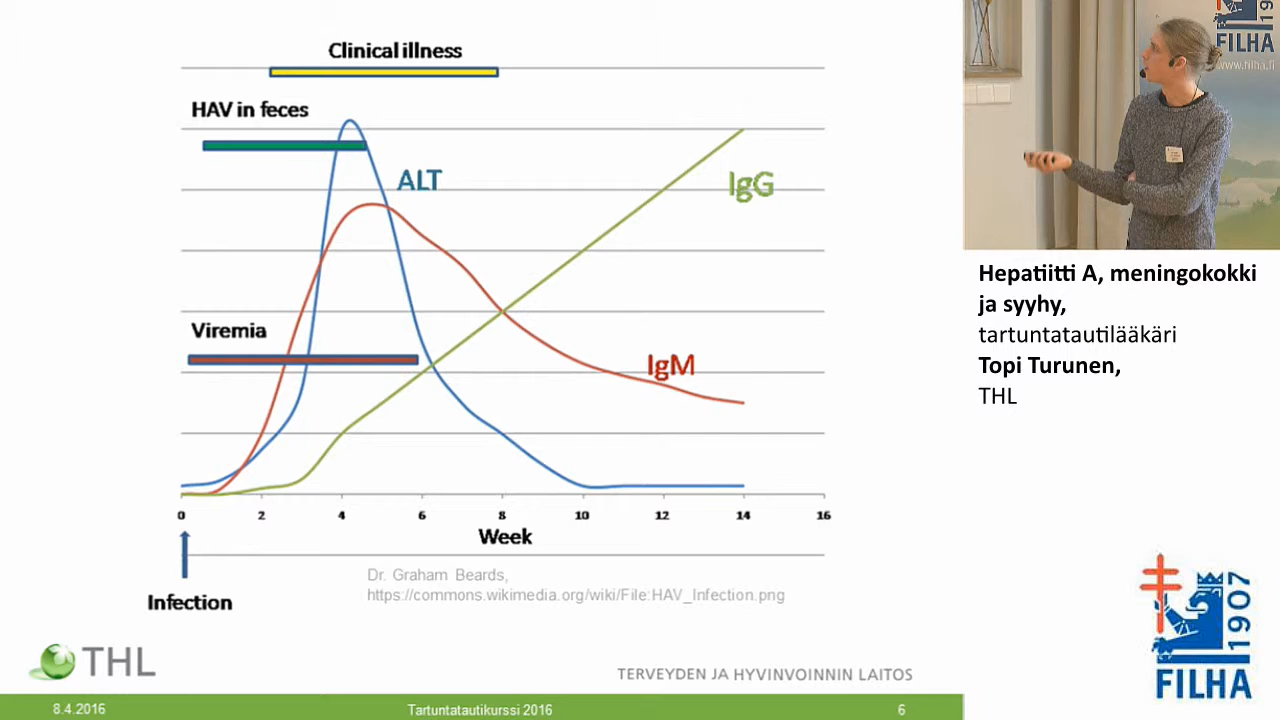 Clinical illness
HAV in feces
ALT
IgG
Viremia
IgM
0 2 4 6 8 10 12 14 16
Week
Infection
Dr. Graham Beards,
https://commons.wikimedia.org/wiki/File:HAV_Infection.png
THL
TERVEYDEN JA HYVINVOINNIN LAITOS
8.4.2016
Tartuntatautikurssi 2016
6
FILHA
www.filha.fi
Hepatiitti A, meningokokki
ja syyhy,
tartuntatautilääkäri
Topi Turunen,
THL
1907
FILHA